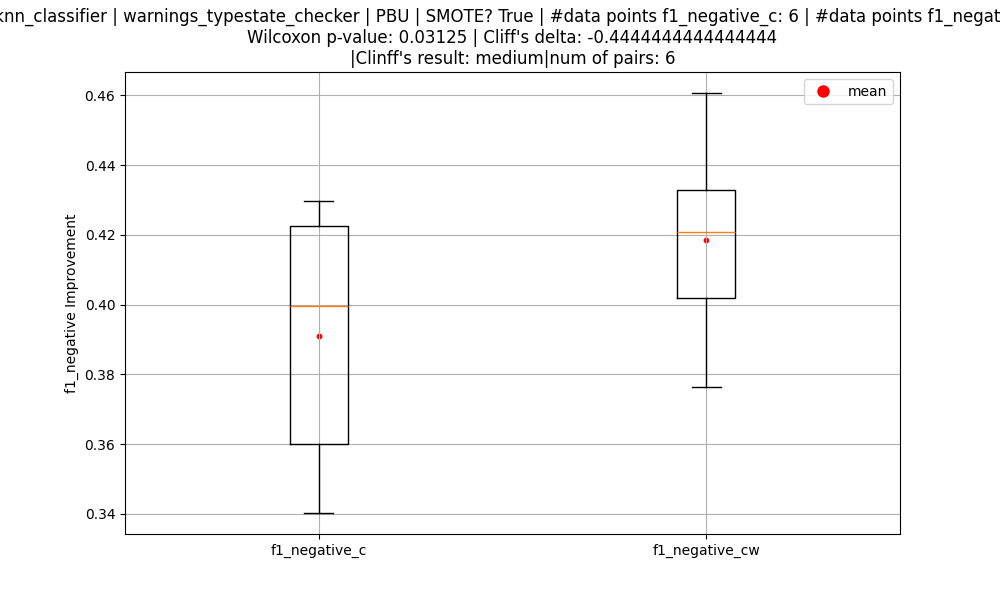 knn_classifier | warnings_typestate_checker | PBU | SMOTE? True | #data points f1_negative_c: 6 | #data points f1_negat
Wilcoxon p-value: 0.03125 | Cliff's delta: -0.4444444444444444
|Clinff's result: medium|num of pairs: 6
mean
0.46
0.44
0.42
0.40
0.38
0.36
0.34
f1_negative Improvement
f1_negative_c
f1_negative_cw